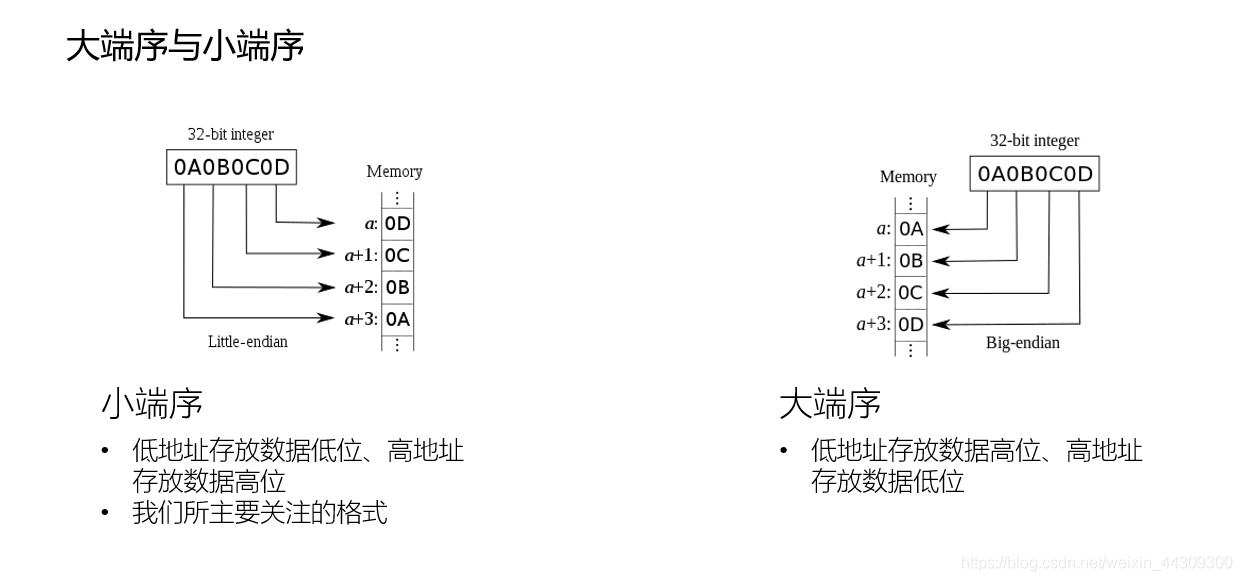 大端序与小端序
32-bit integer
0A0B0C0D
Memory
⋮
a: 0D
a+1: 0C
a+2: 0B
a+3: 0A
⋮
Little-endian
32-bit integer
0A0B0C0D
Memory
⋮
a: 0A
a+1: 0B
a+2: 0C
a+3: 0D
⋮
Big-endian
小端序
• 低地址存放数据低位、高地址
存放数据高位
• 我们所主要关注的格式
大端序
• 低地址存放数据高位、高地址
存放数据低位
https://blog.csdn.net/weixin_44309300